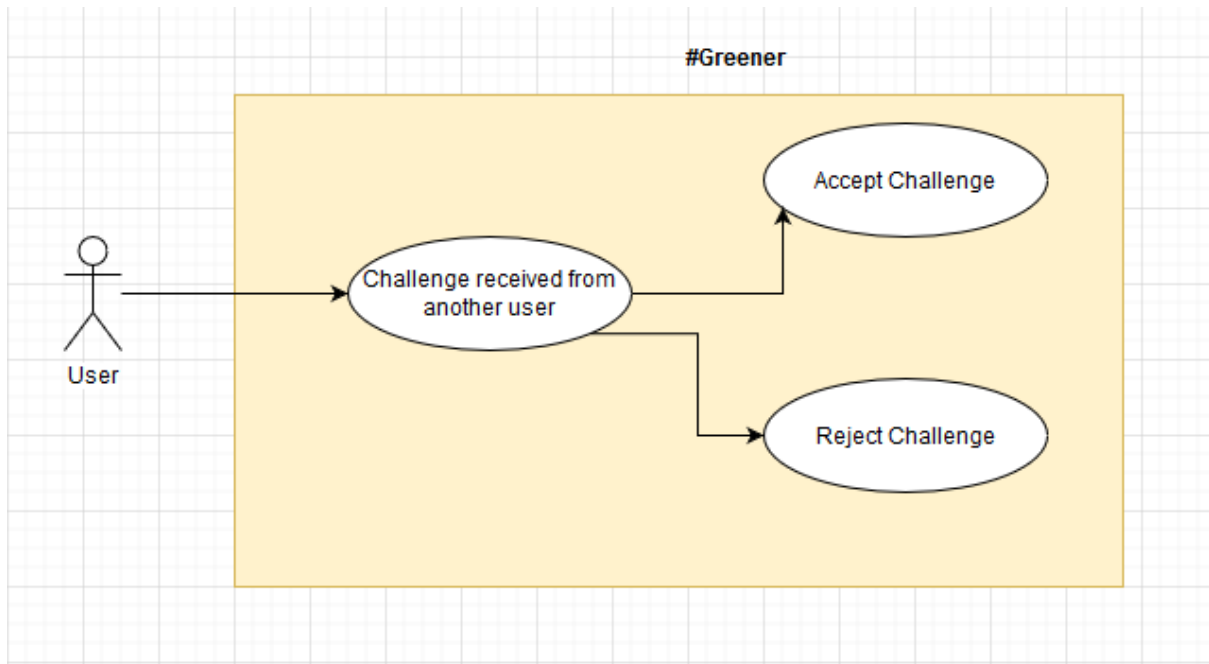 #Greener
Accept Challenge
Challenge received from
another user
User
Reject Challenge